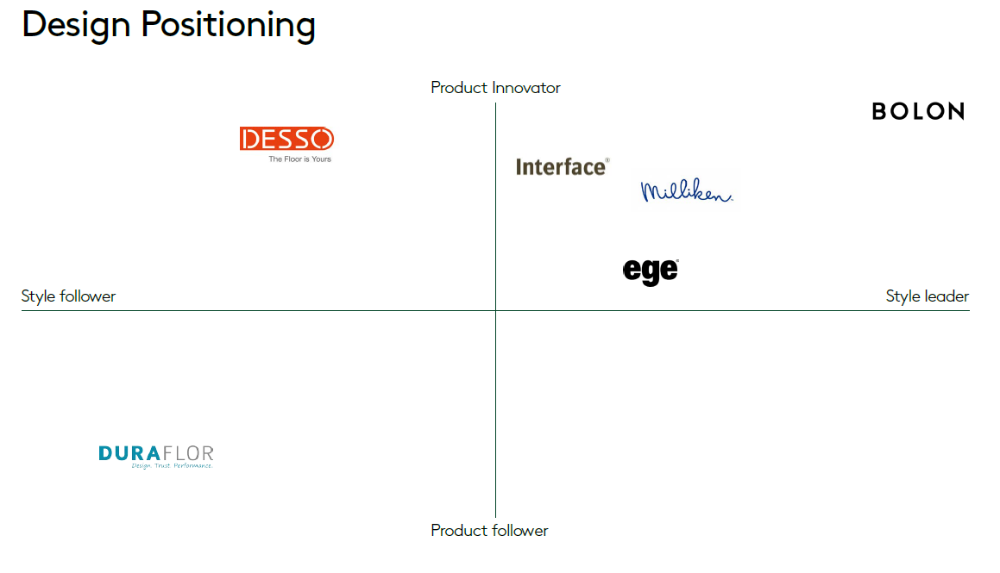 Design Positioning
Product Innovator
BOLON
DESSO
The Floor is Yours
Interface®
Milliken™
ege®
Style follower
Style leader
DURAFLOR
Design. Trust. Performance.
Product follower